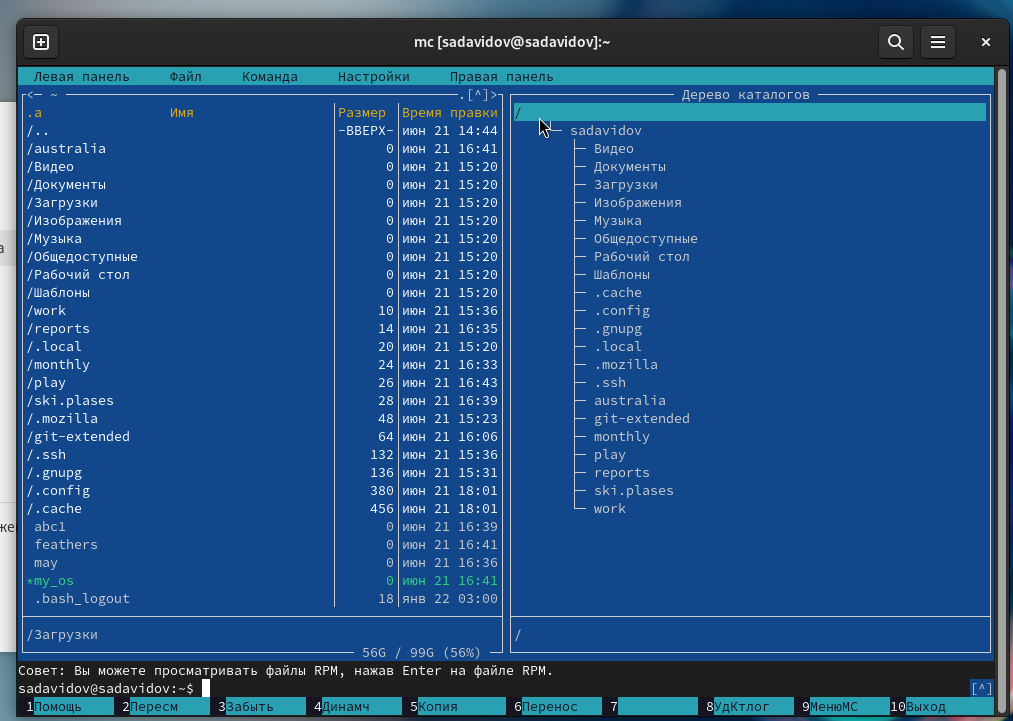 mc [sadavidov@sadavidov]:~
Левая панель Файл Команда Настройки Правая панель
<─ ~ .[^]>
.а Имя Размер Время правки
/.. -ВВЕРХ- июн 21 14:44
/australia 0 июн 21 16:41
/Видео 0 июн 21 15:20
/Документы 0 июн 21 15:20
/Загрузки 0 июн 21 15:20
/Изображения 0 июн 21 15:20
/Музыка 0 июн 21 15:20
/Общедоступные 0 июн 21 15:20
/Рабочий стол 0 июн 21 15:20
/Шаблоны 0 июн 21 15:20
/work 10 июн 21 15:36
/reports 14 июн 21 16:35
/.local 20 июн 21 15:20
/monthly 24 июн 21 16:33
/play 26 июн 21 16:43
/ski.plases 28 июн 21 16:39
/.mozilla 48 июн 21 15:23
/git-extended 64 июн 21 16:06
/.ssh 132 июн 21 15:36
/.gnupg 136 июн 21 15:31
/.config 380 июн 21 18:01
/.cache 456 июн 21 18:01
abc1 0 июн 21 16:39
feathers 0 июн 21 16:41
may 0 июн 21 16:36
*my_os 0 июн 21 16:41
.bash_logout 18 янв 22 03:00
/Загрузки
56G / 99G (56%)
Дерево каталогов
/
sadavidov
Видео
Документы
Загрузки
Изображения
Музыка
Общедоступные
Рабочий стол
Шаблоны
.cache
.config
.gnupg
.local
.mozilla
.ssh
australia
git-extended
monthly
play
reports
ski.plases
work
/
Совет: Вы можете просматривать файлы RPM, нажав Enter на файле RPM.
sadavidov@sadavidov:~$ [^]
1Помощь 2Пересм 3Забыть 4Динамч 5Копия 6Перенос 7 8УдКтлог 9МенюМС 10Выход